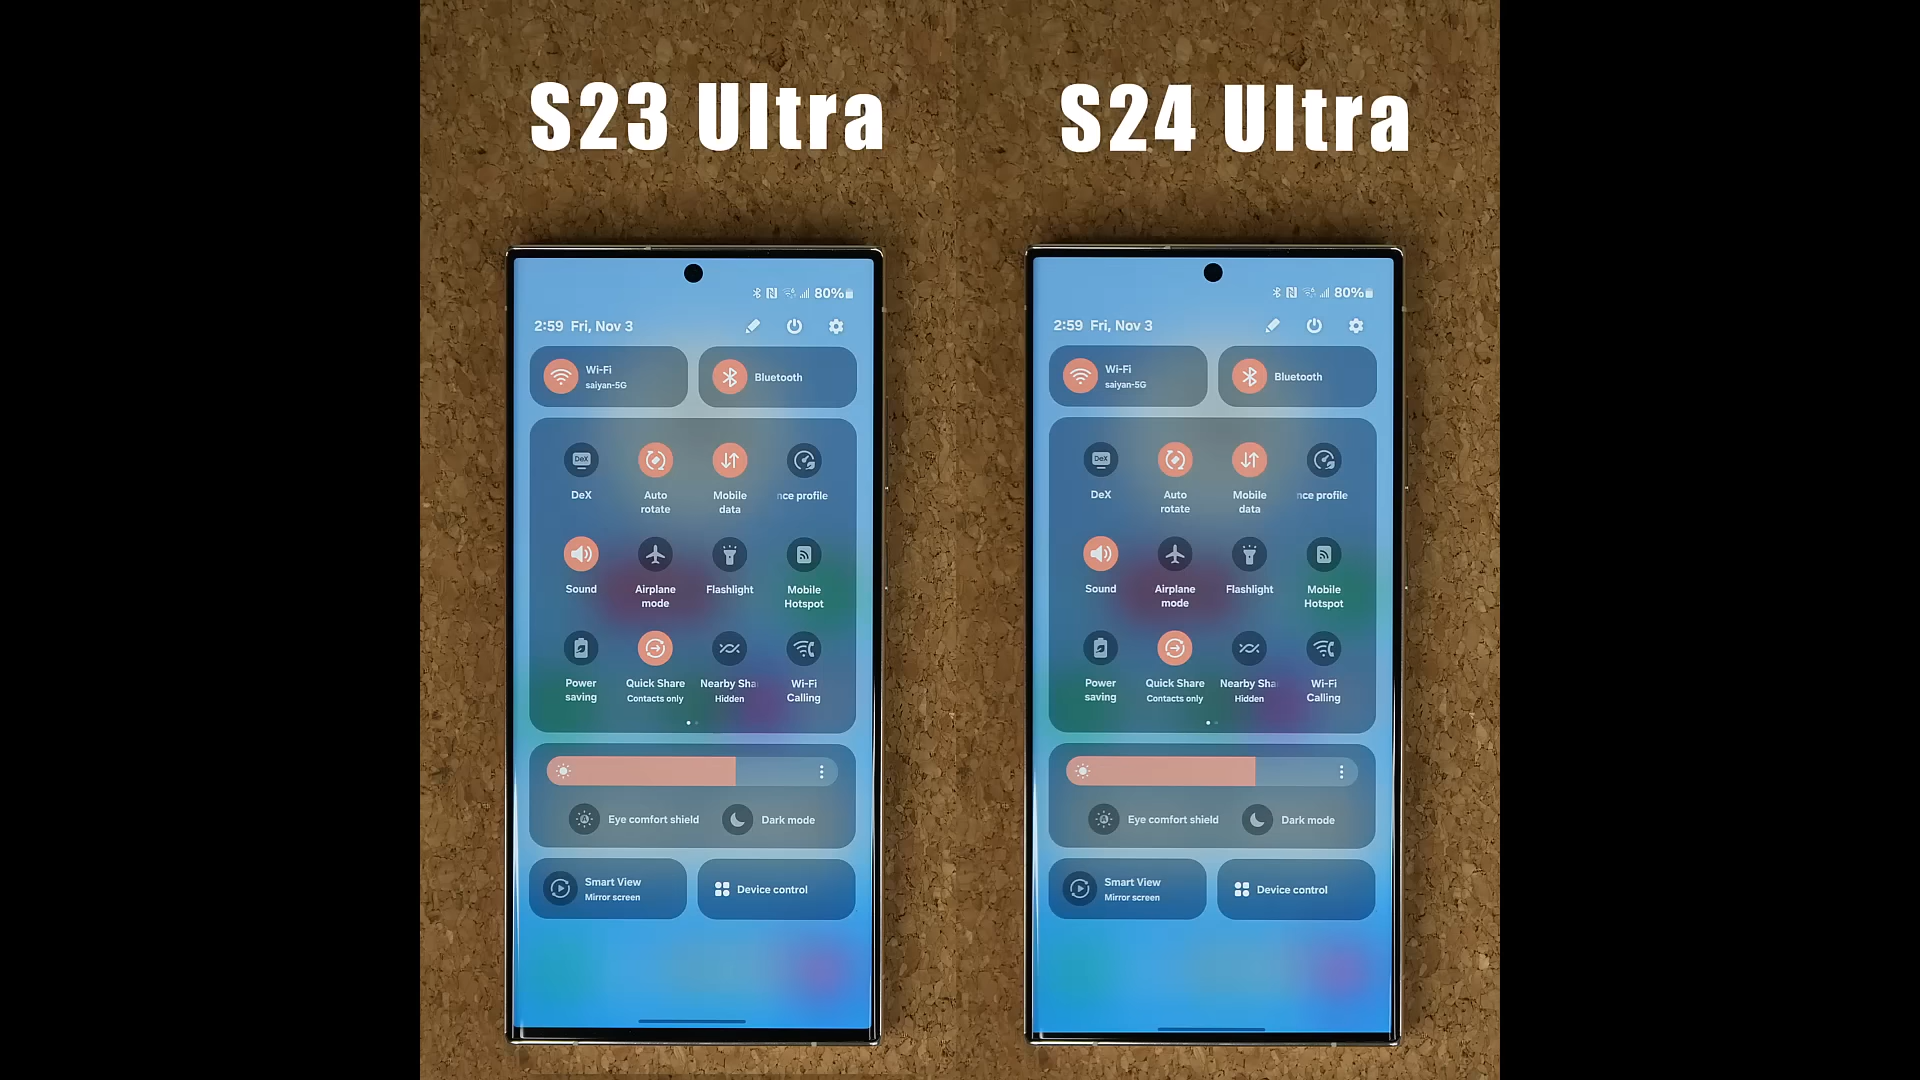 S23 Ultra
80%
2:59 Fri, Nov 3
Wi-Fi
saiyan-5G
Bluetooth
DeX
DeX
Auto
rotate
Mobile
data
nce profile
Sound
Airplane
mode
Flashlight
Mobile
Hotspot
Power
saving
Quick Share
Contacts only
Nearby Sha
Hidden
Wi-Fi
Calling
Eye comfort shield
Dark mode
Smart View
Mirror screen
Device control
S24 Ultra
80%
2:59 Fri, Nov 3
Wi-Fi
saiyan-5G
Bluetooth
DeX
DeX
Auto
rotate
Mobile
data
nce profile
Sound
Airplane
mode
Flashlight
Mobile
Hotspot
Power
saving
Quick Share
Contacts only
Nearby Sha
Hidden
Wi-Fi
Calling
Eye comfort shield
Dark mode
Smart View
Mirror screen
Device control